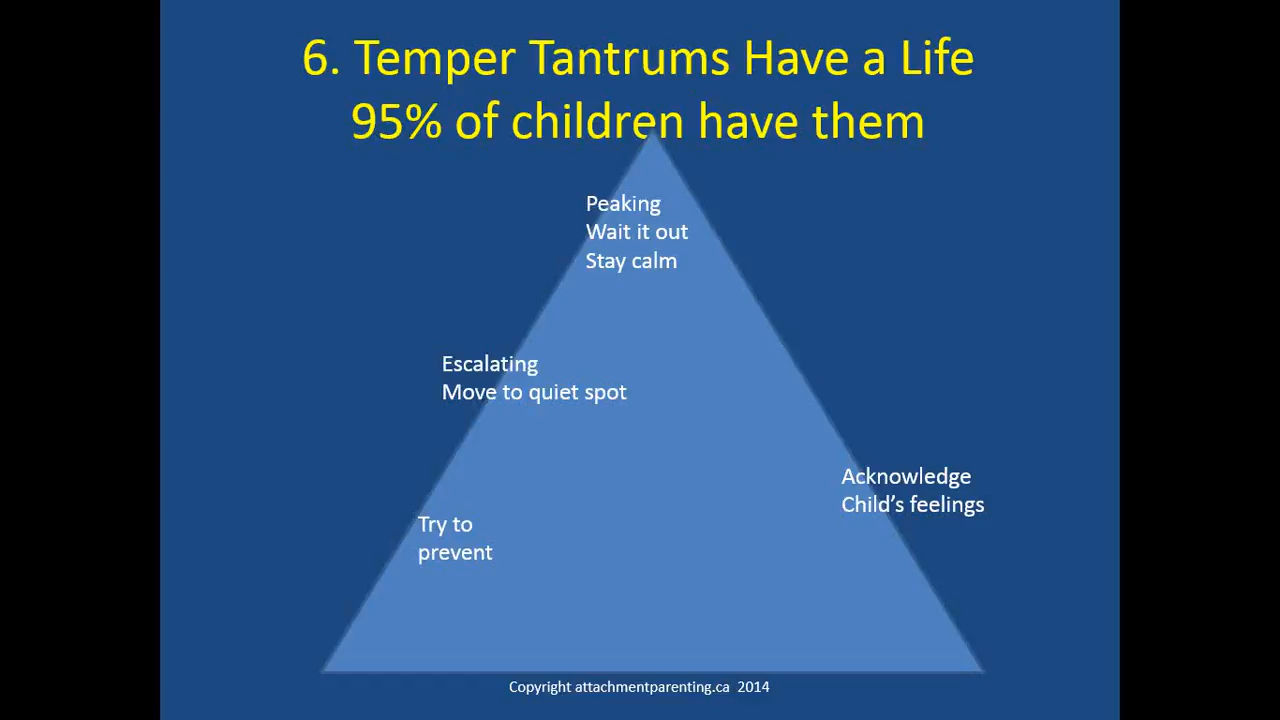 6. Temper Tantrums Have a Life
95% of children have them
Peaking
Wait it out
Stay calm
Escalating
Move to quiet spot
Acknowledge
Child’s feelings
Try to
prevent
Copyright attachmentparenting.ca 2014